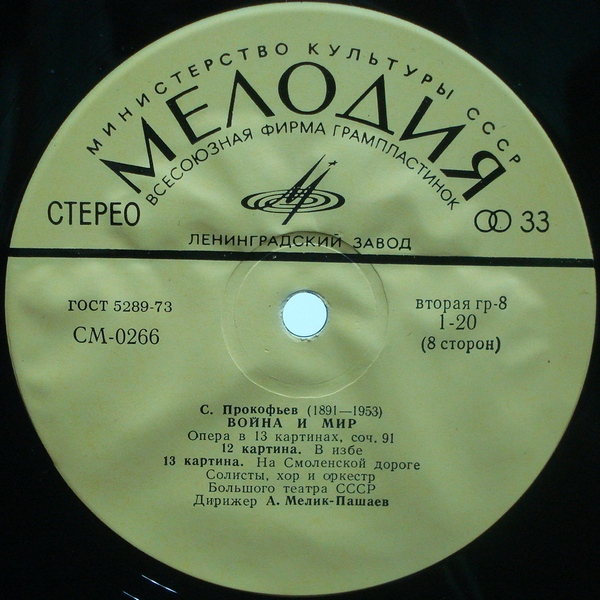 МИНИСТЕРСТВО КУЛЬТУРЫ СССР
МЕЛОДИЯ
ВСЕСОЮЗНАЯ ФИРМА ГРАМПЛАСТИНОК
СТЕРЕО
33
ЛЕНИНГРАДСКИЙ ЗАВОД
ГОСТ 5289-73
СМ-0266
вторая гр-8
1-20
(8 сторон)
С. Прокофьев (1891—1953)
ВОЙНА И МИР
Опера в 13 картинах, соч. 91
12 картина. В избе
13 картина. На Смоленской дороге
Солисты, хор и оркестр
Большого театра СССР
Дирижер А. Мелик-Пашаев